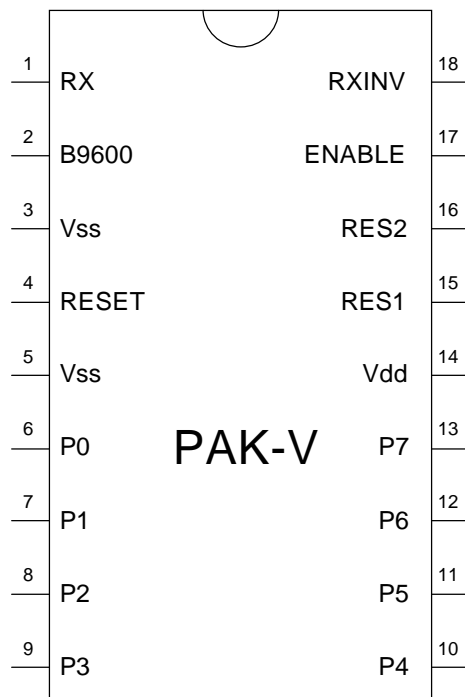 1 RX RXINV 18
2 B9600 ENABLE 17
3 Vss RES2 16
4 RESET RES1 15
5 Vss Vdd 14
6 P0 PAK-V P7 13
7 P1 P6 12
8 P2 P5 11
9 P3 P4 10